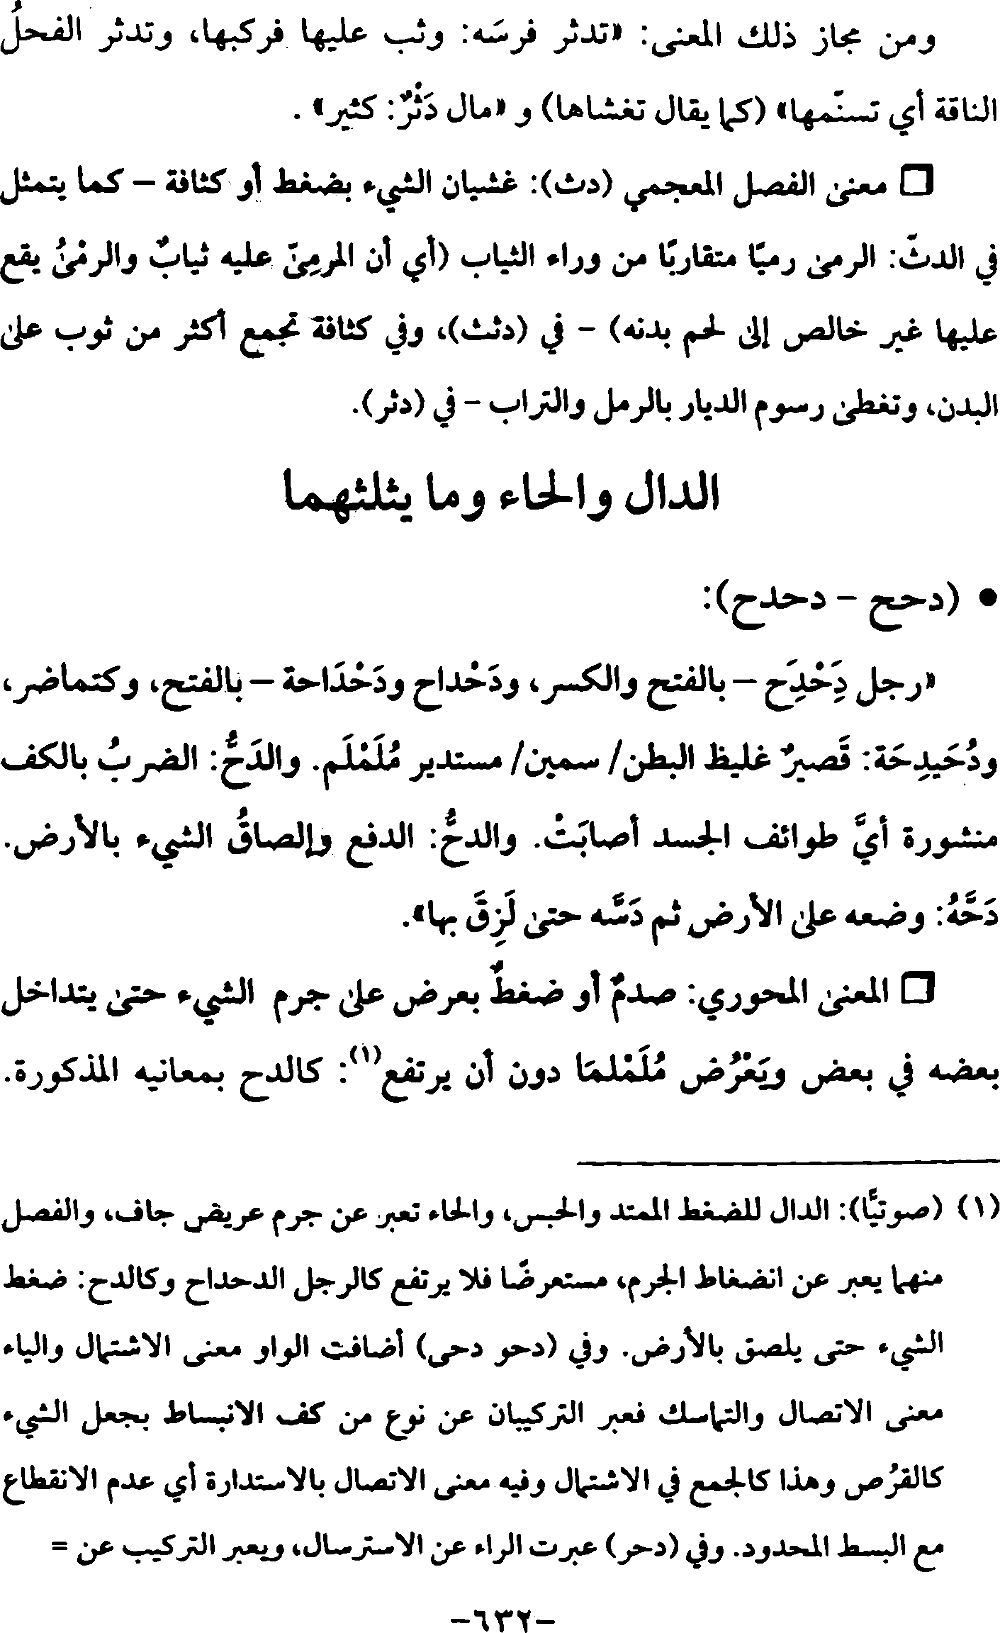 ومن مجاز ذلك المعنى: «تدثر فرسَه: وثب عليها فركبها، وتدثر الفحلُ
الناقة أي تسنّمها» (كما يقال تغشاها) و «مال دَثْرٌ: كثير» .
❒ معنى الفصل المعجمي (دث): غشيان الشيء بضغط أو كثافة – كما يتمثل
في الدثّ: الرمى رميًا متقاربًا من وراء الثياب (أي أن المرمِىّ عليه ثيابٌ والرمْىُ يقع
عليها غير خالص إلى لحم بدنه) – في (دثث)، وفي كثافة تجمع أكثر من ثوب على
البدن، وتغطى رسوم الديار بالرمل والتراب – في (دثر).
الدال والحاء وما يثلثهما
• (دحح – دحدح):
«رجل دَِحْدَِح – بالفتح والكسر، ودَحْداح ودَحْدَاحة – بالفتح، وكتماضر،
ودُحَيدِحَة: قَصيرٌ غليظ البطن/ سمين/ مستدير مُلَمْلَم. والدَحُّ: الضربُ بالكف
منشورة أيَّ طوائف الجسد أصابَتْ. والدحُّ: الدفع وإلصاقُ الشيء بالأرض.
دَحَّهُ: وضعه على الأرض ثم دَسَّه حتى لَزِقَ بها».
❒ المعنى المحوري: صدمٌ أو ضغطٌ بعرض على جرم الشيء حتى يتداخل
بعضه في بعض ويَعْرُض مُلَمْلمَا دون أن يرتفع(١): كالدح بمعانيه المذكورة.
(١) (صوتيًّا): الدال للضغط الممتد والحبس، والحاء تعبر عن جرم عريض جاف، والفصل
منهما يعبر عن انضغاط الجرم، مستعرضًا فلا يرتفع كالرجل الدحداح وكالدح: ضغط
الشيء حتى يلصق بالأرض. وفي (دحو دحى) أضافت الواو معنى الاشتمال والياء
معنى الاتصال والتماسك فعبر التركيبان عن نوع من كف الانبساط بجعل الشيء
كالقرُص وهذا كالجمع في الاشتمال وفيه معنى الاتصال بالاستدارة أي عدم الانقطاع
مع البسط المحدود. وفي (دحر) عبرت الراء عن الاسترسال، ويعبر التركيب عن =
–٦٣٢–